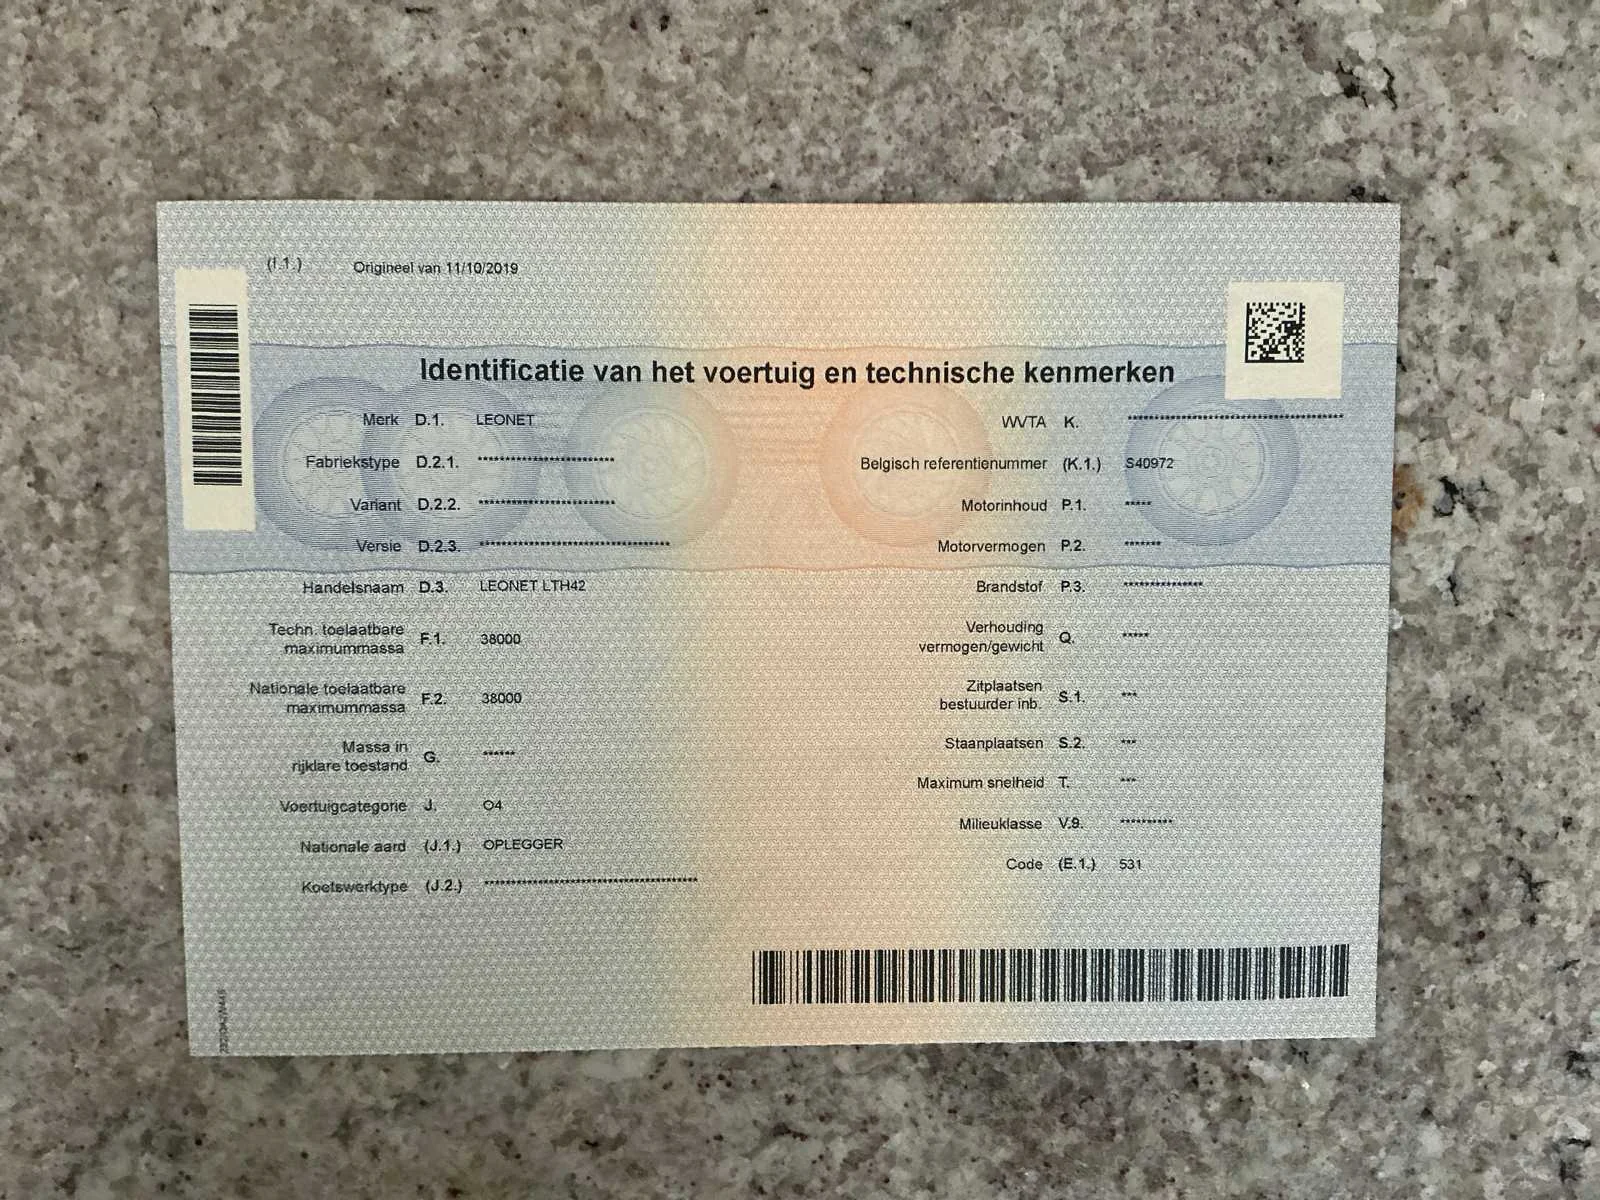 (I.1.) Origineel van 11/10/2019
Identificatie van het voertuig en technische kenmerken
Merk D.1. LEONET
Fabriekstype D.2.1. *********************
Variant D.2.2. *********************
Versie D.2.3. *****************************
Handelsnaam D.3. LEONET LTH42
Techn. toelaatbare
maximummassa F.1. 38000
Nationale toelaatbare
maximummassa F.2. 38000
Massa in
rijklare toestand G. ******
Voertuigcategorie J. O4
Nationale aard (J.1.) OPLEGGER
Koetswerktype (J.2.) *********************************
WVTA K. *********************************
Belgisch referentienummer (K.1.) S40972
Motorinhoud P.1. *****
Motorvermogen P.2. *******
Brandstof P.3. ***************
Verhouding
vermogen/gewicht Q. *****
Zitplaatsen
bestuurder inb. S.1. ***
Staanplaatsen S.2. ***
Maximum snelheid T. ***
Milieuklasse V.9. **********
Code (E.1.) 531